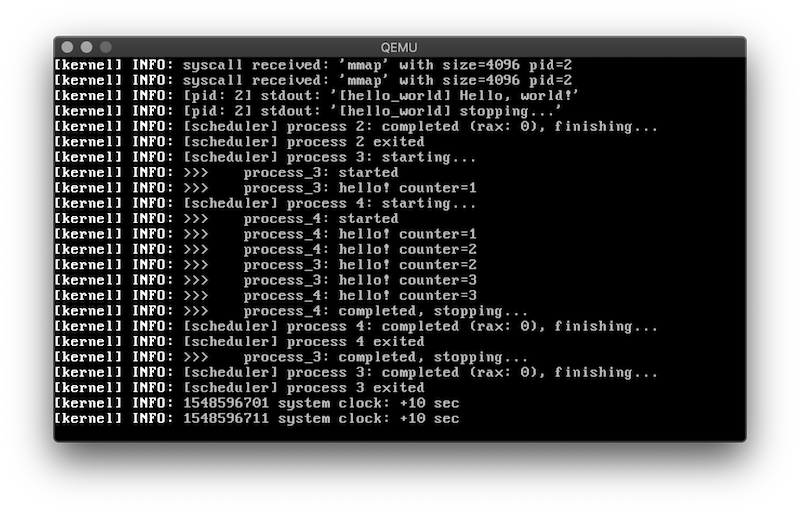 QEMU
[kernel] INFO: syscall received: 'mmap' with size=4096 pid=2
[kernel] INFO: syscall received: 'mmap' with size=4096 pid=2
[kernel] INFO: [pid: 2] stdout: '[hello_world] Hello, world!'
[kernel] INFO: [pid: 2] stdout: '[hello_world] stopping...'
[kernel] INFO: [scheduler] process 2: completed (rax: 0), finishing...
[kernel] INFO: [scheduler] process 2 exited
[kernel] INFO: [scheduler] process 3: starting...
[kernel] INFO: >>>    process_3: started
[kernel] INFO: >>>    process_3: hello! counter=1
[kernel] INFO: [scheduler] process 4: starting...
[kernel] INFO: >>>    process_4: started
[kernel] INFO: >>>    process_4: hello! counter=1
[kernel] INFO: >>>    process_4: hello! counter=2
[kernel] INFO: >>>    process_3: hello! counter=2
[kernel] INFO: >>>    process_3: hello! counter=3
[kernel] INFO: >>>    process_4: hello! counter=3
[kernel] INFO: >>>    process_4: completed, stopping...
[kernel] INFO: [scheduler] process 4: completed (rax: 0), finishing...
[kernel] INFO: [scheduler] process 4 exited
[kernel] INFO: >>>    process_3: completed, stopping...
[kernel] INFO: [scheduler] process 3: completed (rax: 0), finishing...
[kernel] INFO: [scheduler] process 3 exited
[kernel] INFO: 1548596701 system clock: +10 sec
[kernel] INFO: 1548596711 system clock: +10 sec